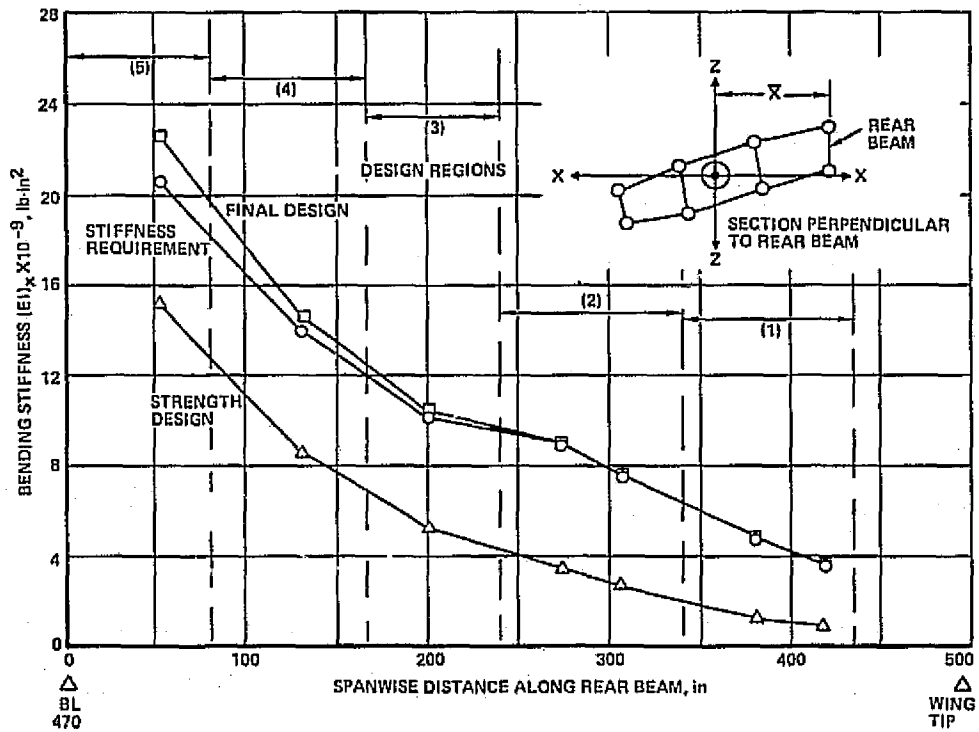 28
24
20
16
12
8
4
0
BENDING STIFFNESS (EI)x X10⁻⁹, lb-in²
(5)
(4)
(3)
DESIGN REGIONS
FINAL DESIGN
STIFFNESS
REQUIREMENT
STRENGTH
DESIGN
(2)
(1)
Z
X̅
REAR
BEAM
X
X
SECTION PERPENDICULAR
TO REAR BEAM
Z
0
100
200
300
400
500
SPANWISE DISTANCE ALONG REAR BEAM, in
BL
470
WING
TIP